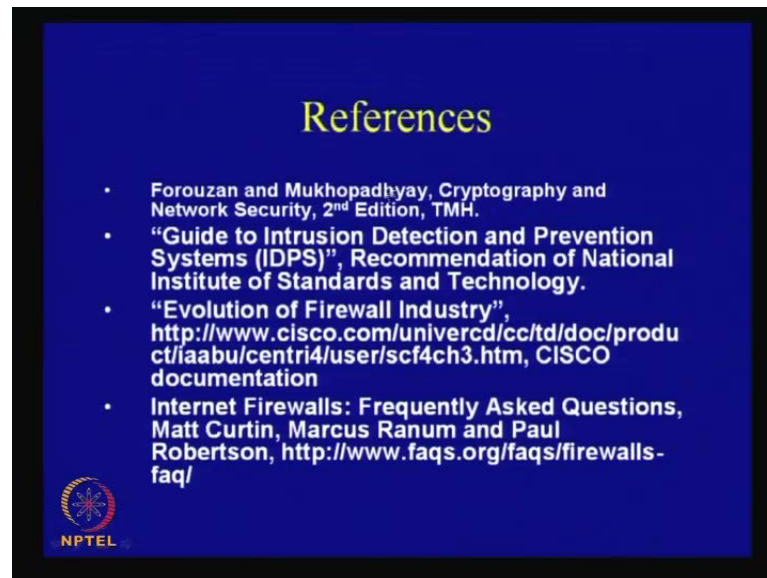 References
• Forouzan and Mukhopadhyay, Cryptography and
Network Security, 2nd Edition, TMH.
• “Guide to Intrusion Detection and Prevention
Systems (IDPS)”, Recommendation of National
Institute of Standards and Technology.
• “Evolution of Firewall Industry”,
http://www.cisco.com/univercd/cc/td/doc/produ
ct/iaabu/centri4/user/scf4ch3.htm, CISCO
documentation
• Internet Firewalls: Frequently Asked Questions,
Matt Curtin, Marcus Ranum and Paul
Robertson, http://www.faqs.org/faqs/firewalls-
faq/
NPTEL